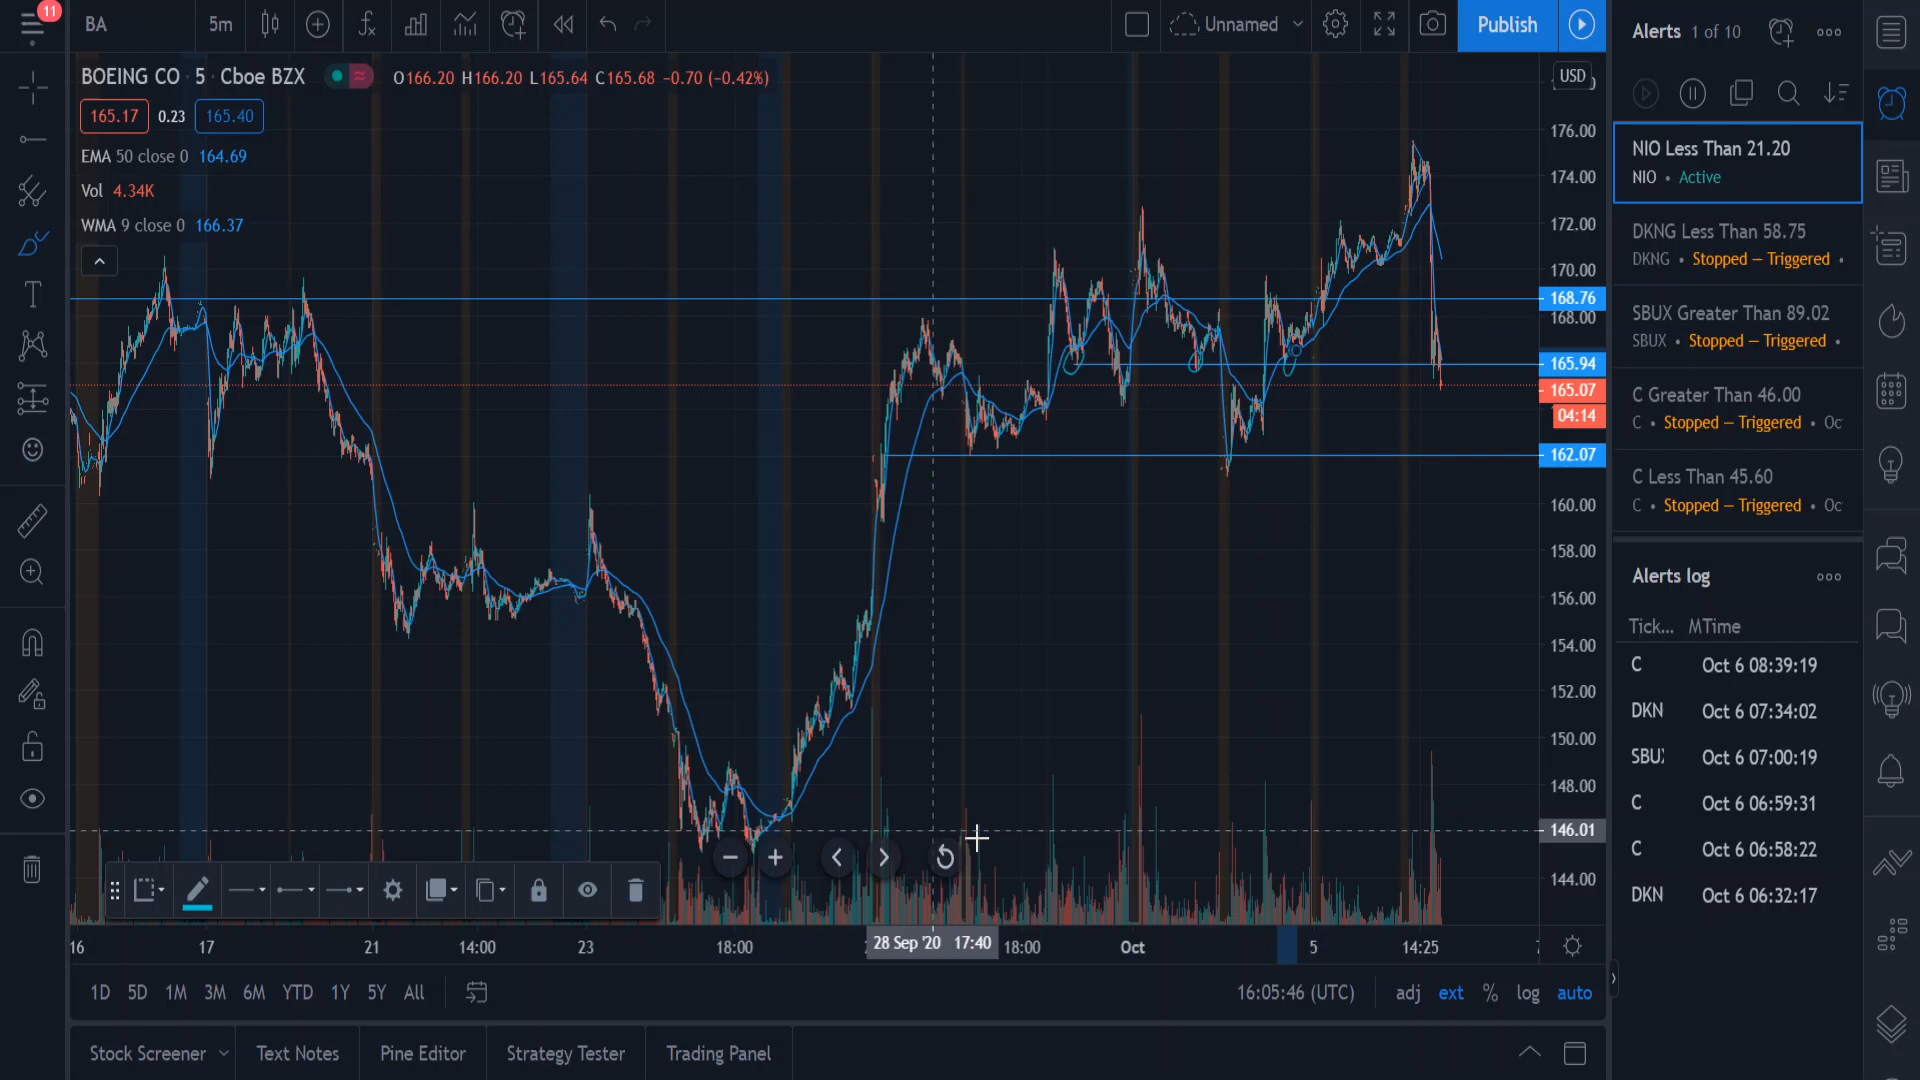 11
BA
5m
Unnamed
Publish
BOEING CO · 5 · Cboe BZX
O166.20 H166.20 L165.64 C165.68 −0.70 (−0.42%)
165.17 0.23 165.40
EMA 50 close 0 164.69
Vol 4.34K
WMA 9 close 0 166.37
USD
176.00
174.00
172.00
170.00
168.76
168.00
165.94
165.07
04:14
162.07
160.00
158.00
156.00
154.00
152.00
150.00
148.00
146.01
144.00
16 17 21 14:00 23 18:00 28 Sep '20 17:40 18:00 Oct 5 14:25
1D 5D 1M 3M 6M YTD 1Y 5Y All
16:05:46 (UTC) adj ext % log auto
Stock Screener Text Notes Pine Editor Strategy Tester Trading Panel
Alerts 1 of 10
NIO Less Than 21.20
NIO • Active
DKNG Less Than 58.75
DKNG • Stopped — Triggered •
SBUX Greater Than 89.02
SBUX • Stopped — Triggered •
C Greater Than 46.00
C • Stopped — Triggered • Oc
C Less Than 45.60
C • Stopped — Triggered • Oc
Alerts log
Tick... MTime
C Oct 6 08:39:19
DKN Oct 6 07:34:02
SBU Oct 6 07:00:19
C Oct 6 06:59:31
C Oct 6 06:58:22
DKN Oct 6 06:32:17